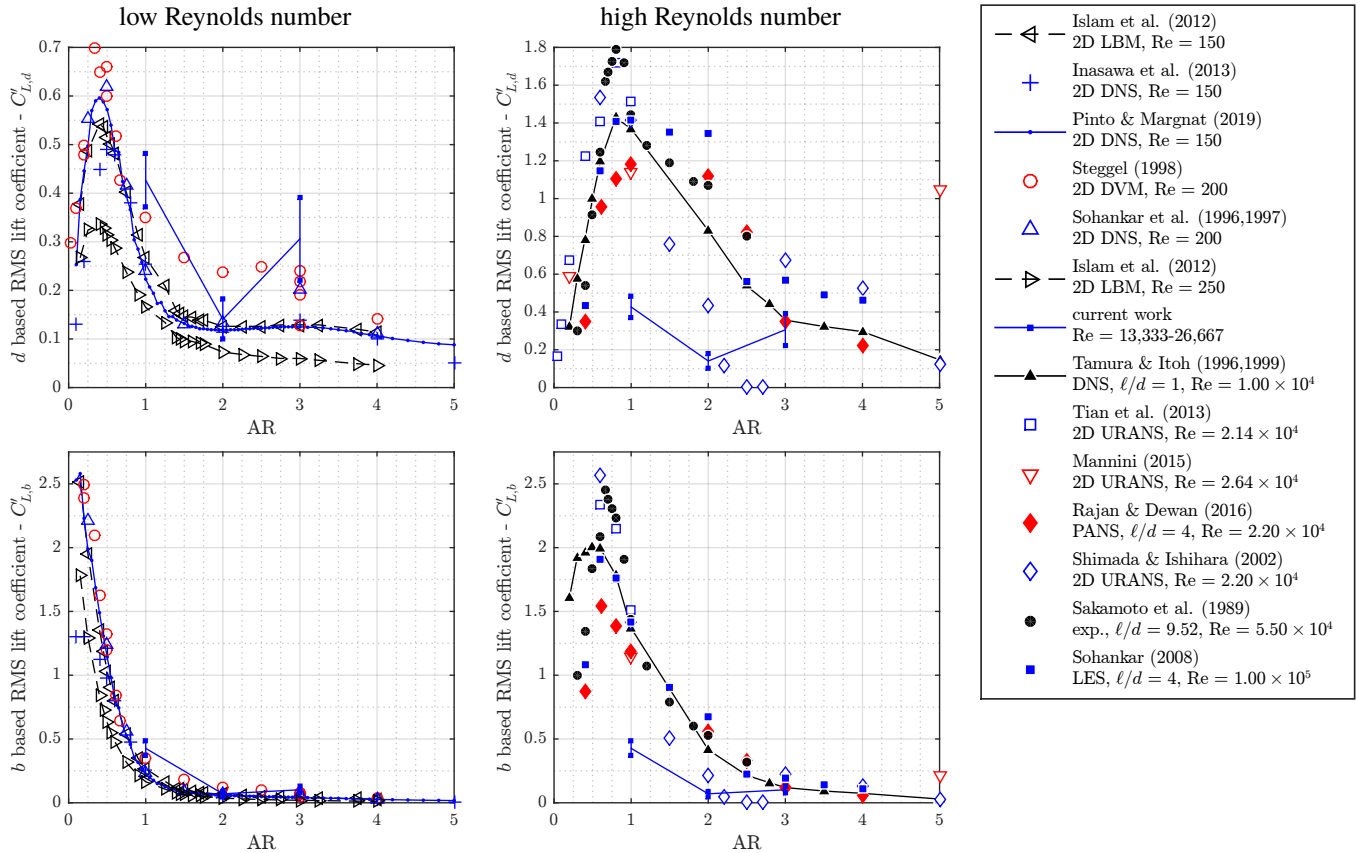 low Reynolds number
high Reynolds number
d based RMS lift coefficient - C′L,d
0.7
0.6
0.5
0.4
0.3
0.2
0.1
0
0 1 2 3 4 5
AR
d based RMS lift coefficient - C′L,d
1.8
1.6
1.4
1.2
1
0.8
0.6
0.4
0.2
0
0 1 2 3 4 5
AR
b based RMS lift coefficient - C′L,b
2.5
2
1.5
1
0.5
0
0 1 2 3 4 5
AR
b based RMS lift coefficient - C′L,b
2.5
2
1.5
1
0.5
0
0 1 2 3 4 5
AR
Islam et al. (2012)
2D LBM, Re = 150
Inasawa et al. (2013)
2D DNS, Re = 150
Pinto & Margnat (2019)
2D DNS, Re = 150
Steggel (1998)
2D DVM, Re = 200
Sohankar et al. (1996,1997)
2D DNS, Re = 200
Islam et al. (2012)
2D LBM, Re = 250
current work
Re = 13,333-26,667
Tamura & Itoh (1996,1999)
DNS, ℓ/d = 1, Re = 1.00 × 10⁴
Tian et al. (2013)
2D URANS, Re = 2.14 × 10⁴
Mannini (2015)
2D URANS, Re = 2.64 × 10⁴
Rajan & Dewan (2016)
PANS, ℓ/d = 4, Re = 2.20 × 10⁴
Shimada & Ishihara (2002)
2D URANS, Re = 2.20 × 10⁴
Sakamoto et al. (1989)
exp., ℓ/d = 9.52, Re = 5.50 × 10⁴
Sohankar (2008)
LES, ℓ/d = 4, Re = 1.00 × 10⁵